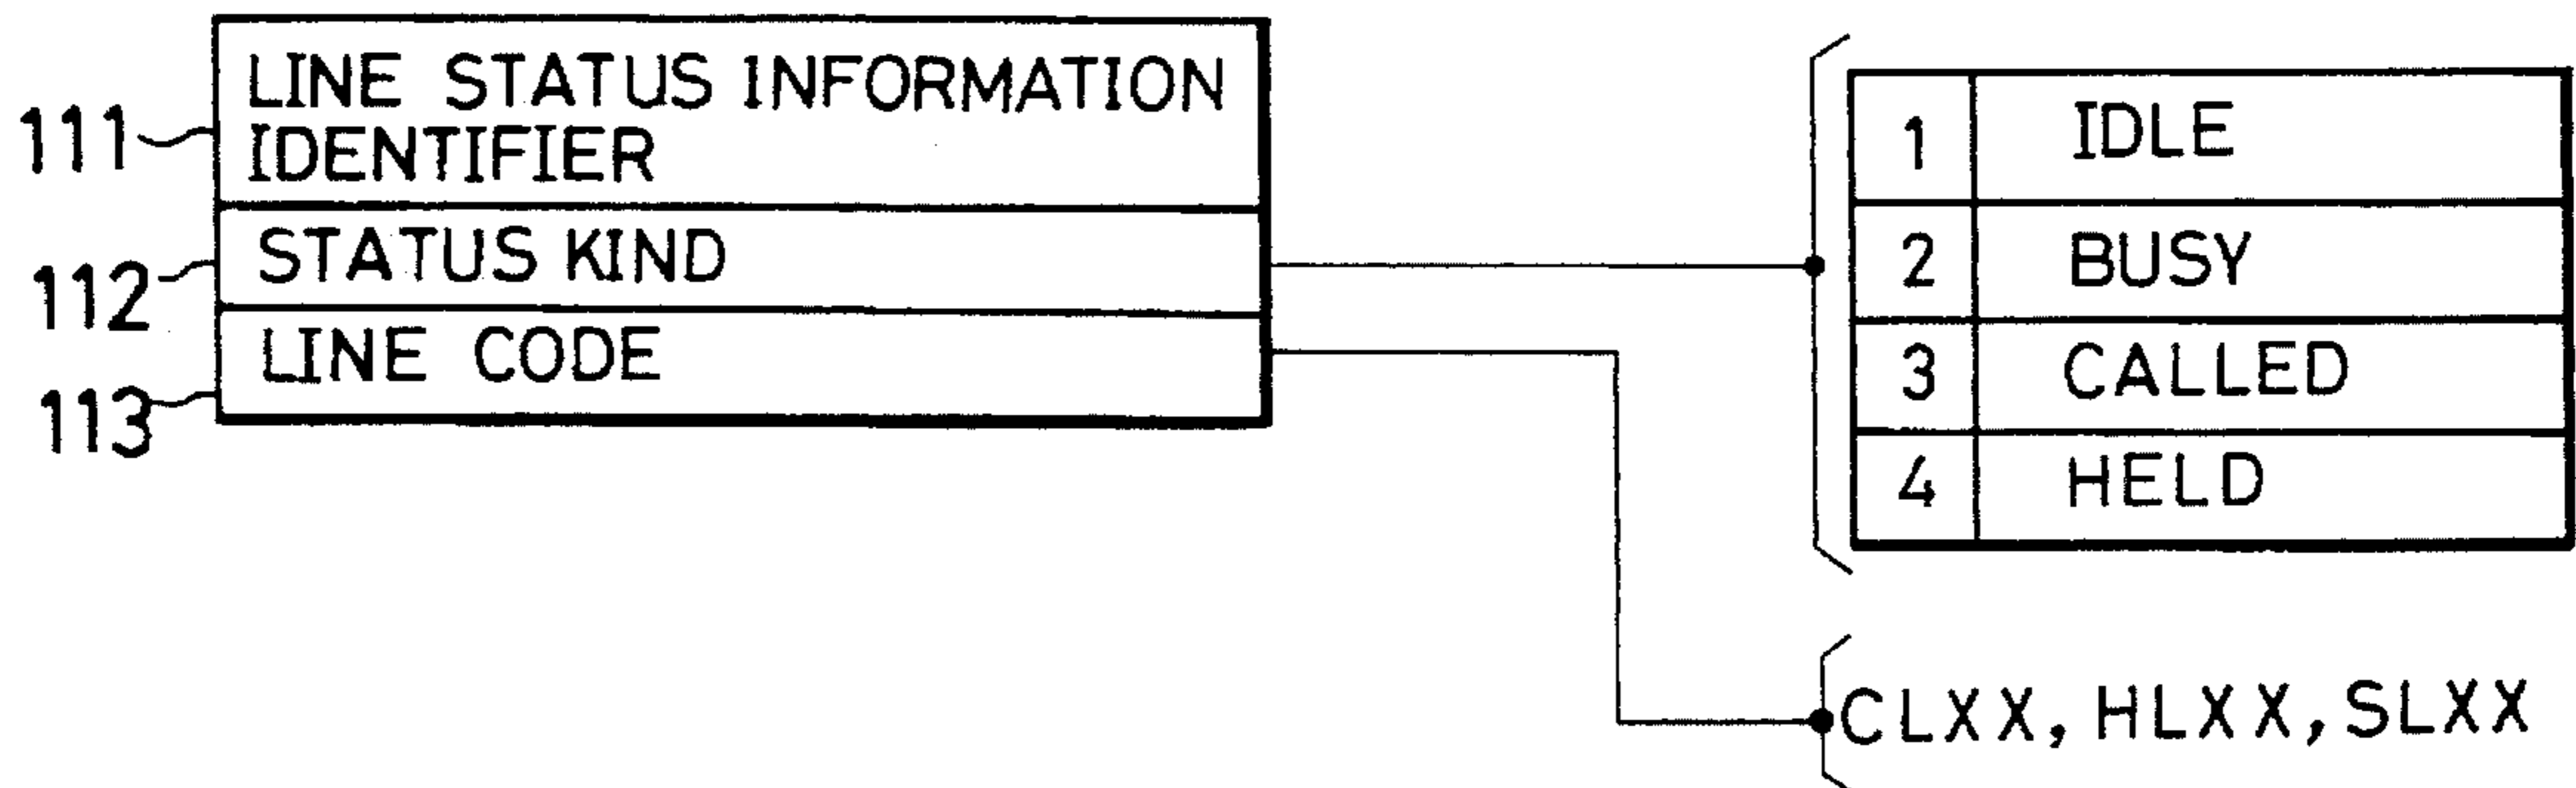 111
LINE STATUS INFORMATION
IDENTIFIER
112
STATUS KIND
113
LINE CODE
1 IDLE
2 BUSY
3 CALLED
4 HELD
CLXX, HLXX, SLXX